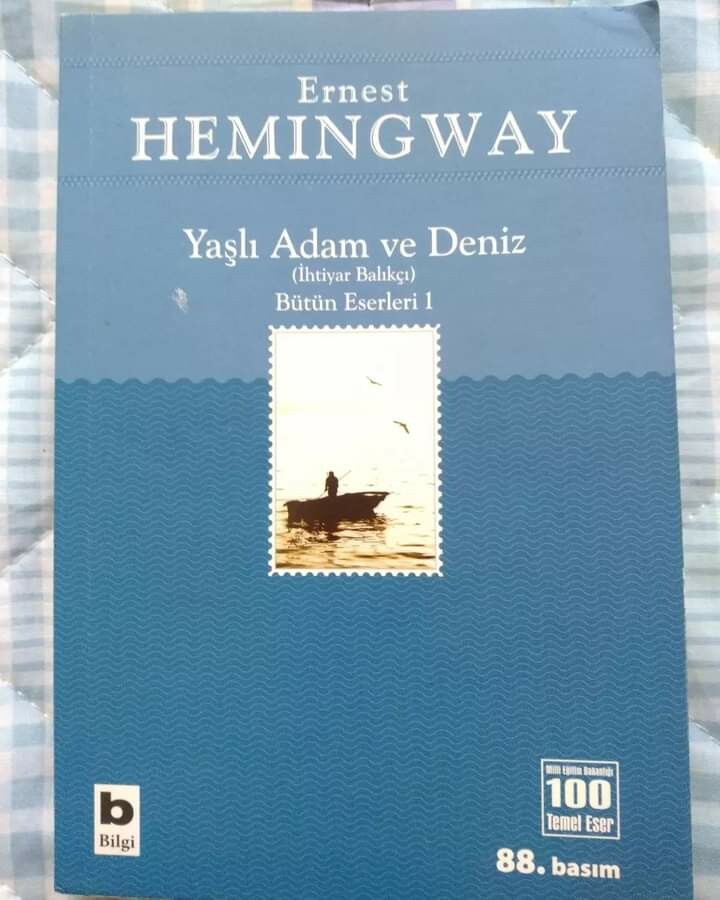 Ernest
HEMINGWAY
Yaşlı Adam ve Deniz
(İhtiyar Balıkçı)
Bütün Eserleri 1
b
Bilgi
Milli Eğitim Bakanlığı
100
Temel Eser
88. basım